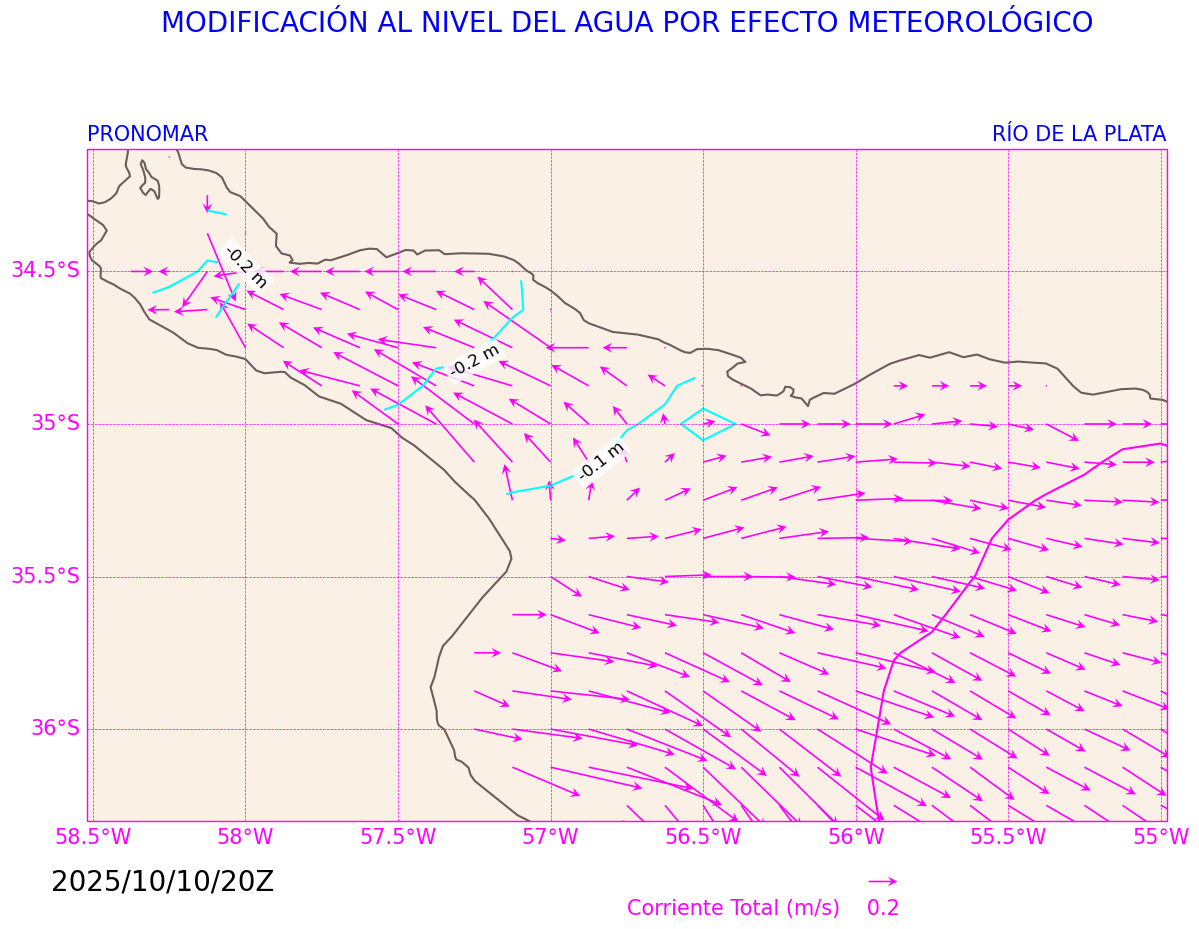 MODIFICACIÓN AL NIVEL DEL AGUA POR EFECTO METEOROLÓGICO
PRONOMAR
RÍO DE LA PLATA
-0.2 m
34.5°S
-0.2 m
35°S
-0.1 m
35.5°S
36°S
58.5°W 58°W 57.5°W 57°W 56.5°W 56°W 55.5°W 55°W
2025/10/10/20Z
Corriente Total (m/s) 0.2